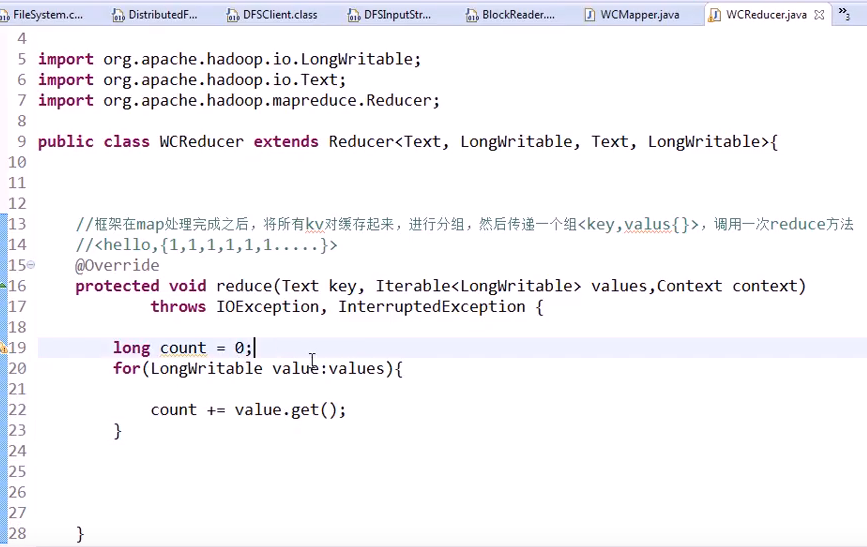 FileSystem.c...
DistributedF...
DFSClient.class
DFSInputStr...
BlockReader....
WCMapper.java
WCReducer.java
4
5 import org.apache.hadoop.io.LongWritable;
6 import org.apache.hadoop.io.Text;
7 import org.apache.hadoop.mapreduce.Reducer;
8
9 public class WCReducer extends Reducer<Text, LongWritable, Text, LongWritable>{
10
11
12
13 //框架在map处理完成之后，将所有kv对缓存起来，进行分组，然后传递一个组<key,valus{}>，调用一次reduce方法
14 //<hello,{1,1,1,1,1,1.....}>
15 @Override
16 protected void reduce(Text key, Iterable<LongWritable> values,Context context)
17 throws IOException, InterruptedException {
18
19 long count = 0;
20 for(LongWritable value:values){
21
22 count += value.get();
23 }
24
25
26
27
28 }